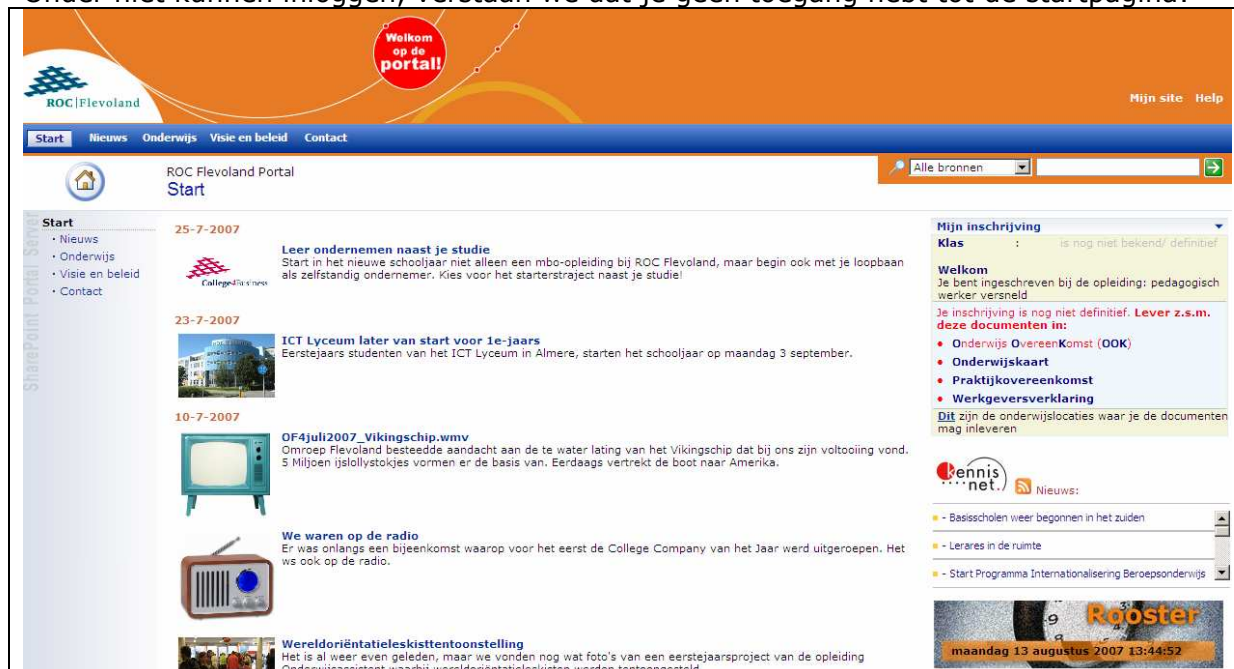 Onder niet kunnen inloggen, verstaan we dat je geen toegang hebt tot de startpagina.
Welkom
op de
portal!
ROC|Flevoland
Mijn site Help
Start Nieuws Onderwijs Visie en beleid Contact
ROC Flevoland Portal
Start
Alle bronnen
SharePoint Portal Server
Start
• Nieuws
• Onderwijs
• Visie en beleid
• Contact
25-7-2007
College4Business
Leer ondernemen naast je studie
Start in het nieuwe schooljaar niet alleen een mbo-opleiding bij ROC Flevoland, maar begin ook met je loopbaan
als zelfstandig ondernemer. Kies voor het starterstraject naast je studie!
23-7-2007
ICT Lyceum later van start voor 1e-jaars
Eerstejaars studenten van het ICT Lyceum in Almere, starten het schooljaar op maandag 3 september.
10-7-2007
OF4juli2007_Vikingschip.wmv
Omroep Flevoland besteedde aandacht aan de te water lating van het Vikingschip dat bij ons zijn voltooiing vond.
5 Miljoen ijslollystokjes vormen er de basis van. Eerdaags vertrekt de boot naar Amerika.
We waren op de radio
Er was onlangs een bijeenkomst waarop voor het eerst de College Company van het Jaar werd uitgeroepen. Het
ws ook op de radio.
Wereldoriëntatieleskisttentoonstelling
Het is al weer even geleden, maar we vonden nog wat foto's van een eerstejaarsproject van de opleiding
Onderwijsassistent waarbij wereldoriëntatieleskisten werden tentoongesteld
Mijn inschrijving
Klas : is nog niet bekend/ definitief
Welkom
Je bent ingeschreven bij de opleiding: pedagogisch
werker versneld
Je inschrijving is nog niet definitief. Lever z.s.m.
deze documenten in:
• Onderwijs OvereenKomst (OOK)
• Onderwijskaart
• Praktijkovereenkomst
• Werkgeversverklaring
Dit zijn de onderwijslocaties waar je de documenten
mag inleveren
kennis
net. Nieuws:
- Basisscholen weer begonnen in het zuiden
- Lerares in de ruimte
- Start Programma Internationalisering Beroepsonderwijs
Rooster
maandag 13 augustus 2007 13:44:52